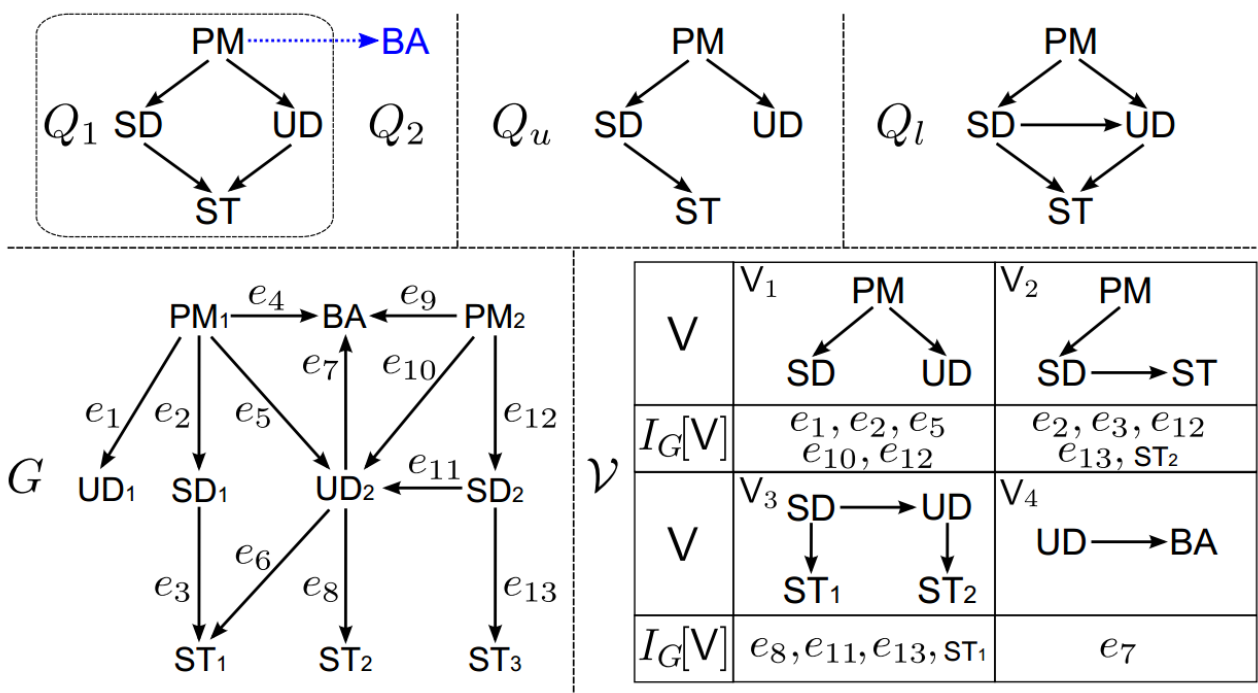 PM BA
Q1 SD UD Q2
ST
PM
Qu SD UD
ST
PM
Ql SD UD
ST
PM1 e4 BA e9 PM2
e7 e10
e1 e2 e5 e12
G UD1 SD1 UD2 e11 SD2
e6
e3 e8 e13
ST1 ST2 ST3
𝒱
V V1 PM V2 PM
SD UD SD ST
IG[V] e1, e2, e5 e2, e3, e12
e10, e12 e13, ST2
V V3 SD UD V4 UD BA
ST1 ST2
IG[V] e8, e11, e13, ST1 e7